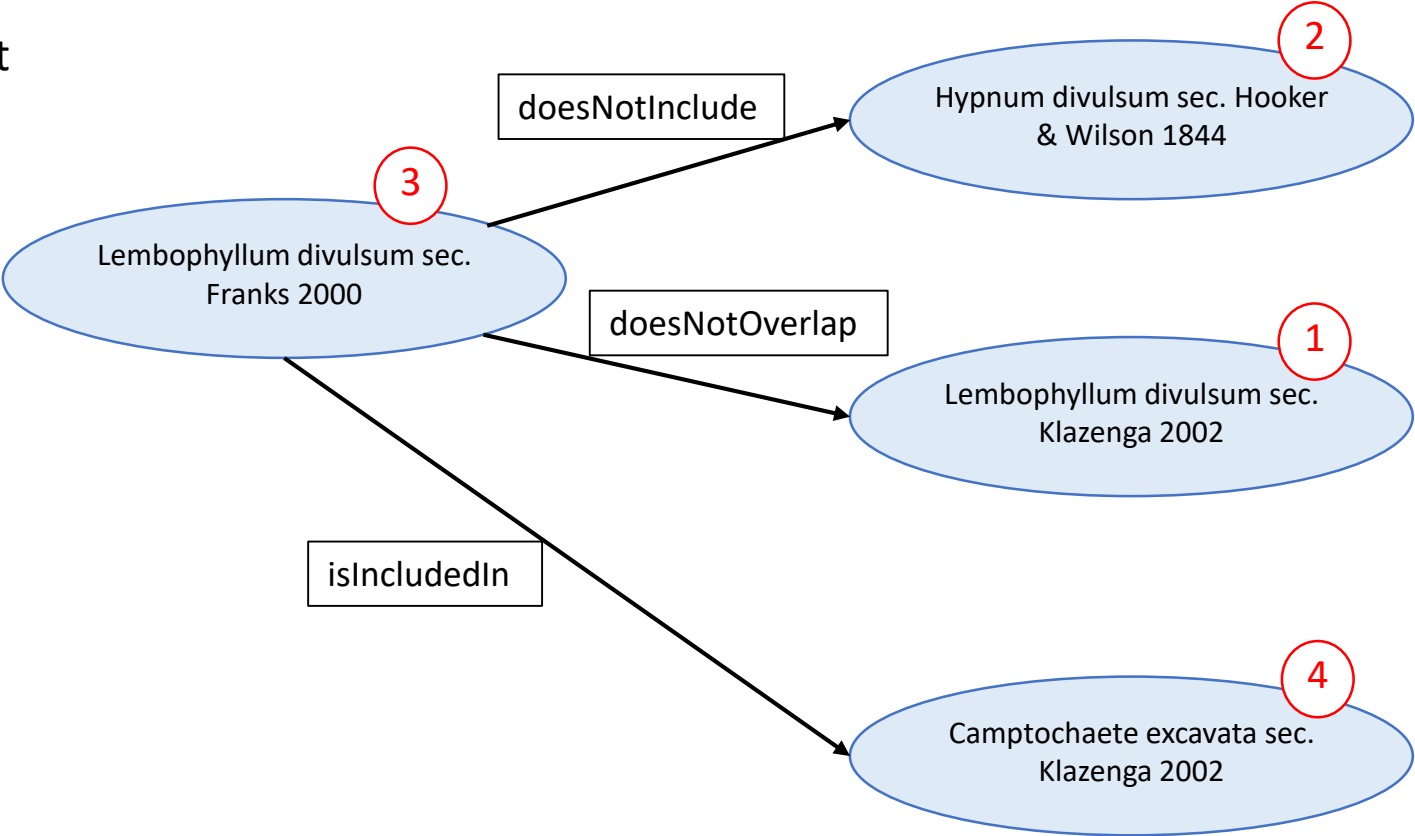 t
2
doesNotInclude
Hypnum divulsum sec. Hooker
& Wilson 1844
3
Lembophyllum divulsum sec.
Franks 2000
doesNotOverlap
1
Lembophyllum divulsum sec.
Klazenga 2002
isIncludedIn
4
Camptochaete excavata sec.
Klazenga 2002